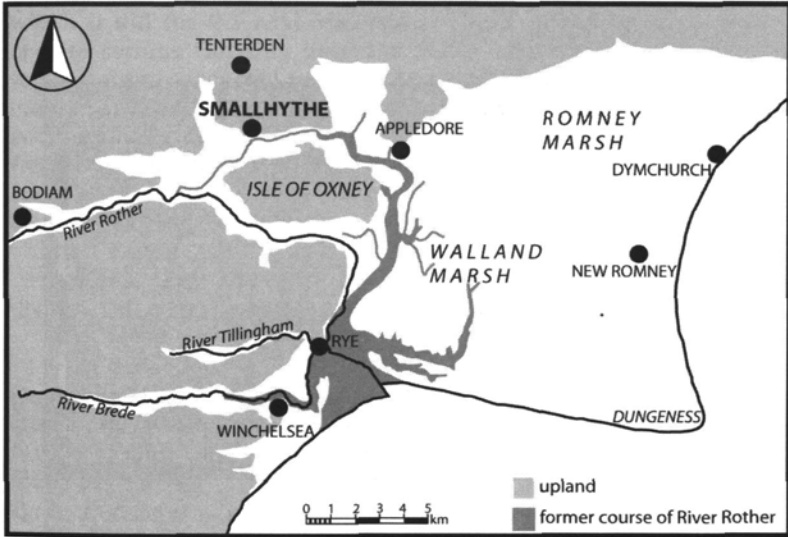 TENTERDEN
SMALLHYTHE
APPLEDORE
ROMNEY
MARSH
DYMCHURCH
ISLE OF OXNEY
BODIAM
River Rother
WALLAND
MARSH
NEW ROMNEY
River Tillingham
RYE
River Brede
WINCHELSEA
DUNGENESS
upland
0 1 2 3 4 5
km
former course of River Rother